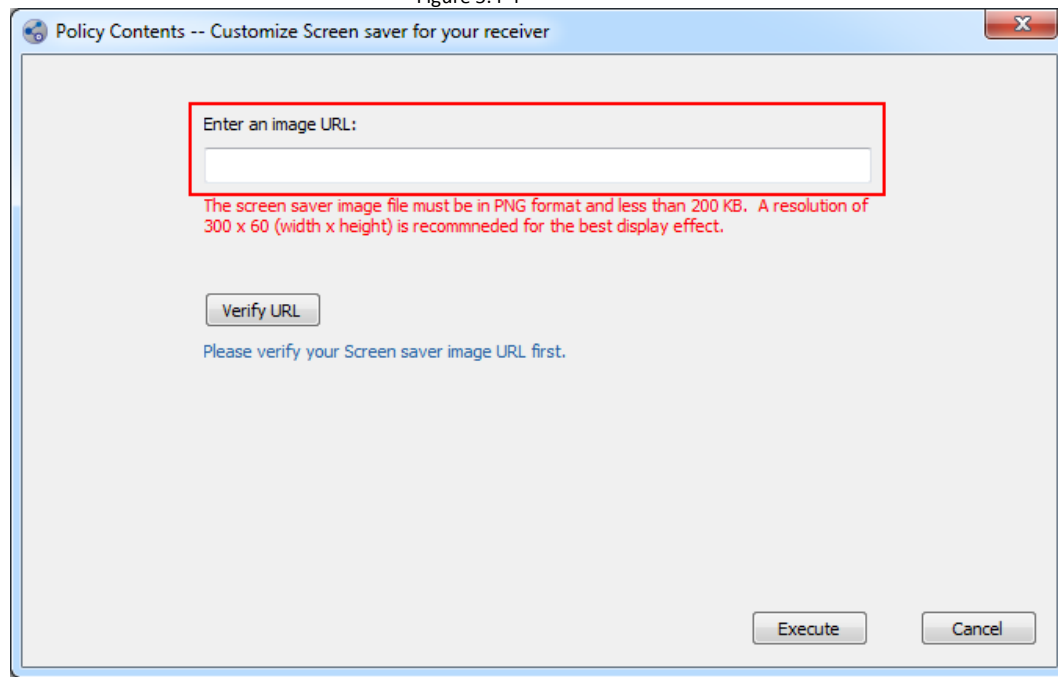 Policy Contents -- Customize Screen saver for your receiver
Enter an image URL:
The screen saver image file must be in PNG format and less than 200 KB. A resolution of
300 x 60 (width x height) is recommneded for the best display effect.
Verify URL
Please verify your Screen saver image URL first.
Execute
Cancel